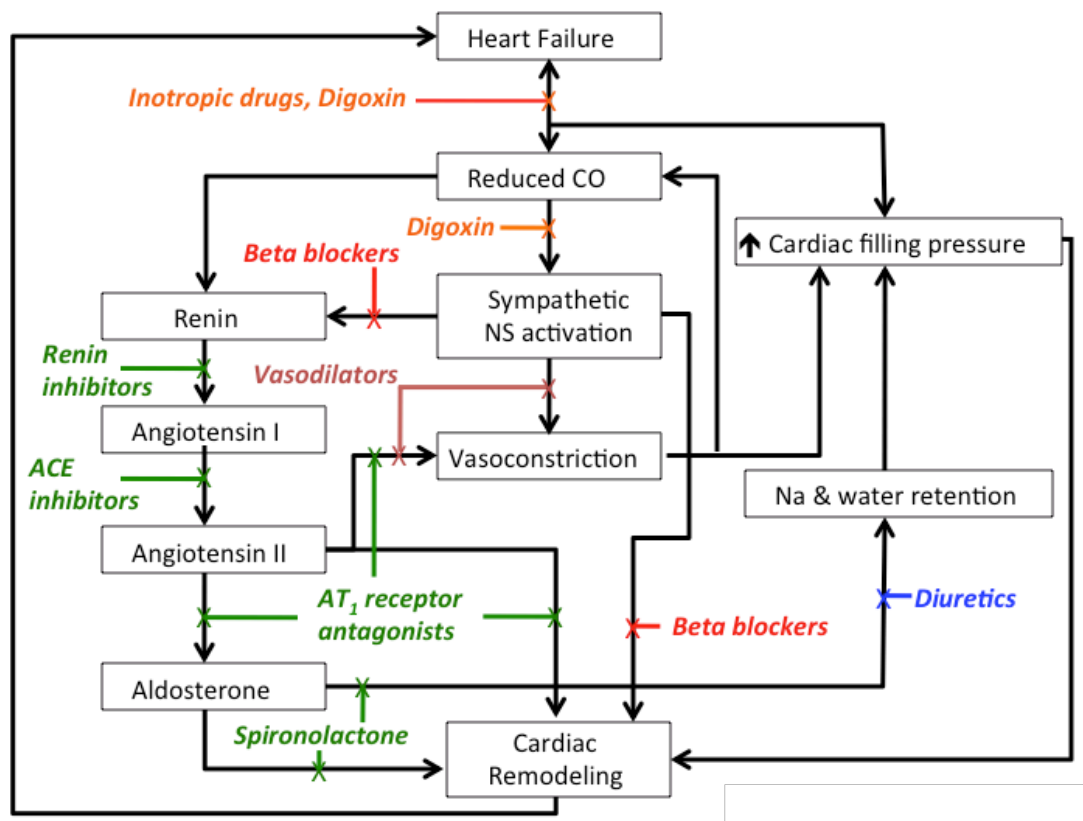 Heart Failure
Inotropic drugs, Digoxin
Reduced CO
Digoxin
Beta blockers
Cardiac filling pressure
Sympathetic
NS activation
Renin
Renin
inhibitors
Vasodilators
Angiotensin I
Vasoconstriction
ACE
inhibitors
Na & water retention
Angiotensin II
AT₁ receptor
antagonists
Diuretics
Beta blockers
Aldosterone
Spironolactone
Cardiac
Remodeling